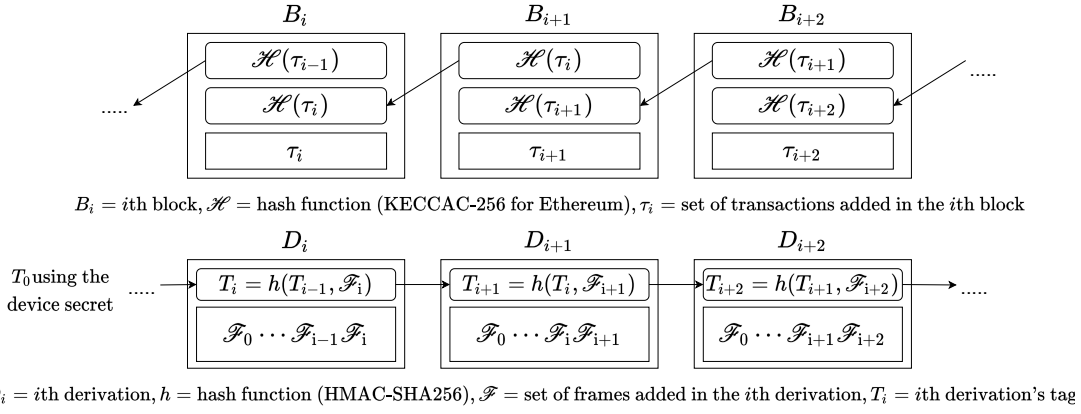 B_i B_{i+1} B_{i+2}
ℋ(τ_{i-1}) ℋ(τ_i) ℋ(τ_{i+1})
.....
..... ℋ(τ_i) ℋ(τ_{i+1}) ℋ(τ_{i+2})
τ_i τ_{i+1} τ_{i+2}
B_i = ith block, ℋ = hash function (KECCAC-256 for Ethereum), τ_i = set of transactions added in the ith block
D_i D_{i+1} D_{i+2}
T_0 using the
device secret
..... T_i = h(T_{i-1}, ℱ_i) T_{i+1} = h(T_i, ℱ_{i+1}) T_{i+2} = h(T_{i+1}, ℱ_{i+2}) .....
ℱ_0 ⋯ ℱ_{i-1}ℱ_i ℱ_0 ⋯ ℱ_iℱ_{i+1} ℱ_0 ⋯ ℱ_{i+1}ℱ_{i+2}
_i = ith derivation, h = hash function (HMAC-SHA256), ℱ = set of frames added in the ith derivation, T_i = ith derivation's tag